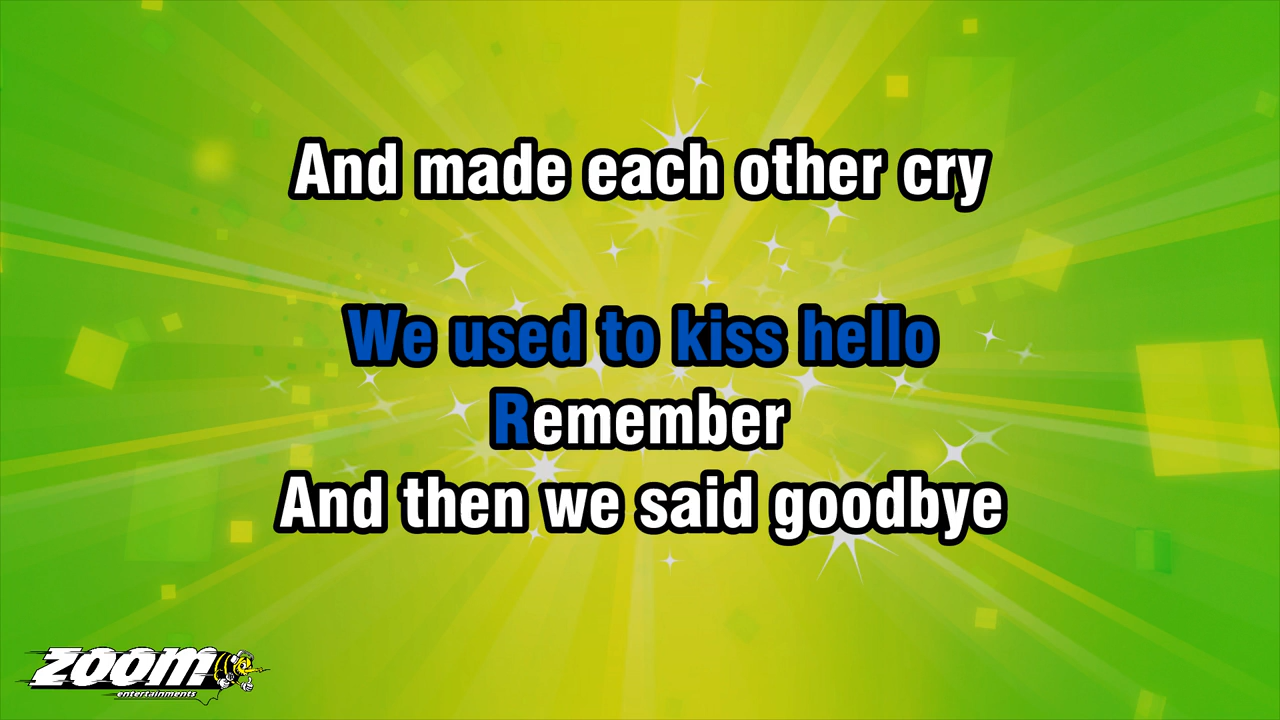 And made each other cry
We used to kiss hello
Remember
And then we said goodbye
zoom
entertainments